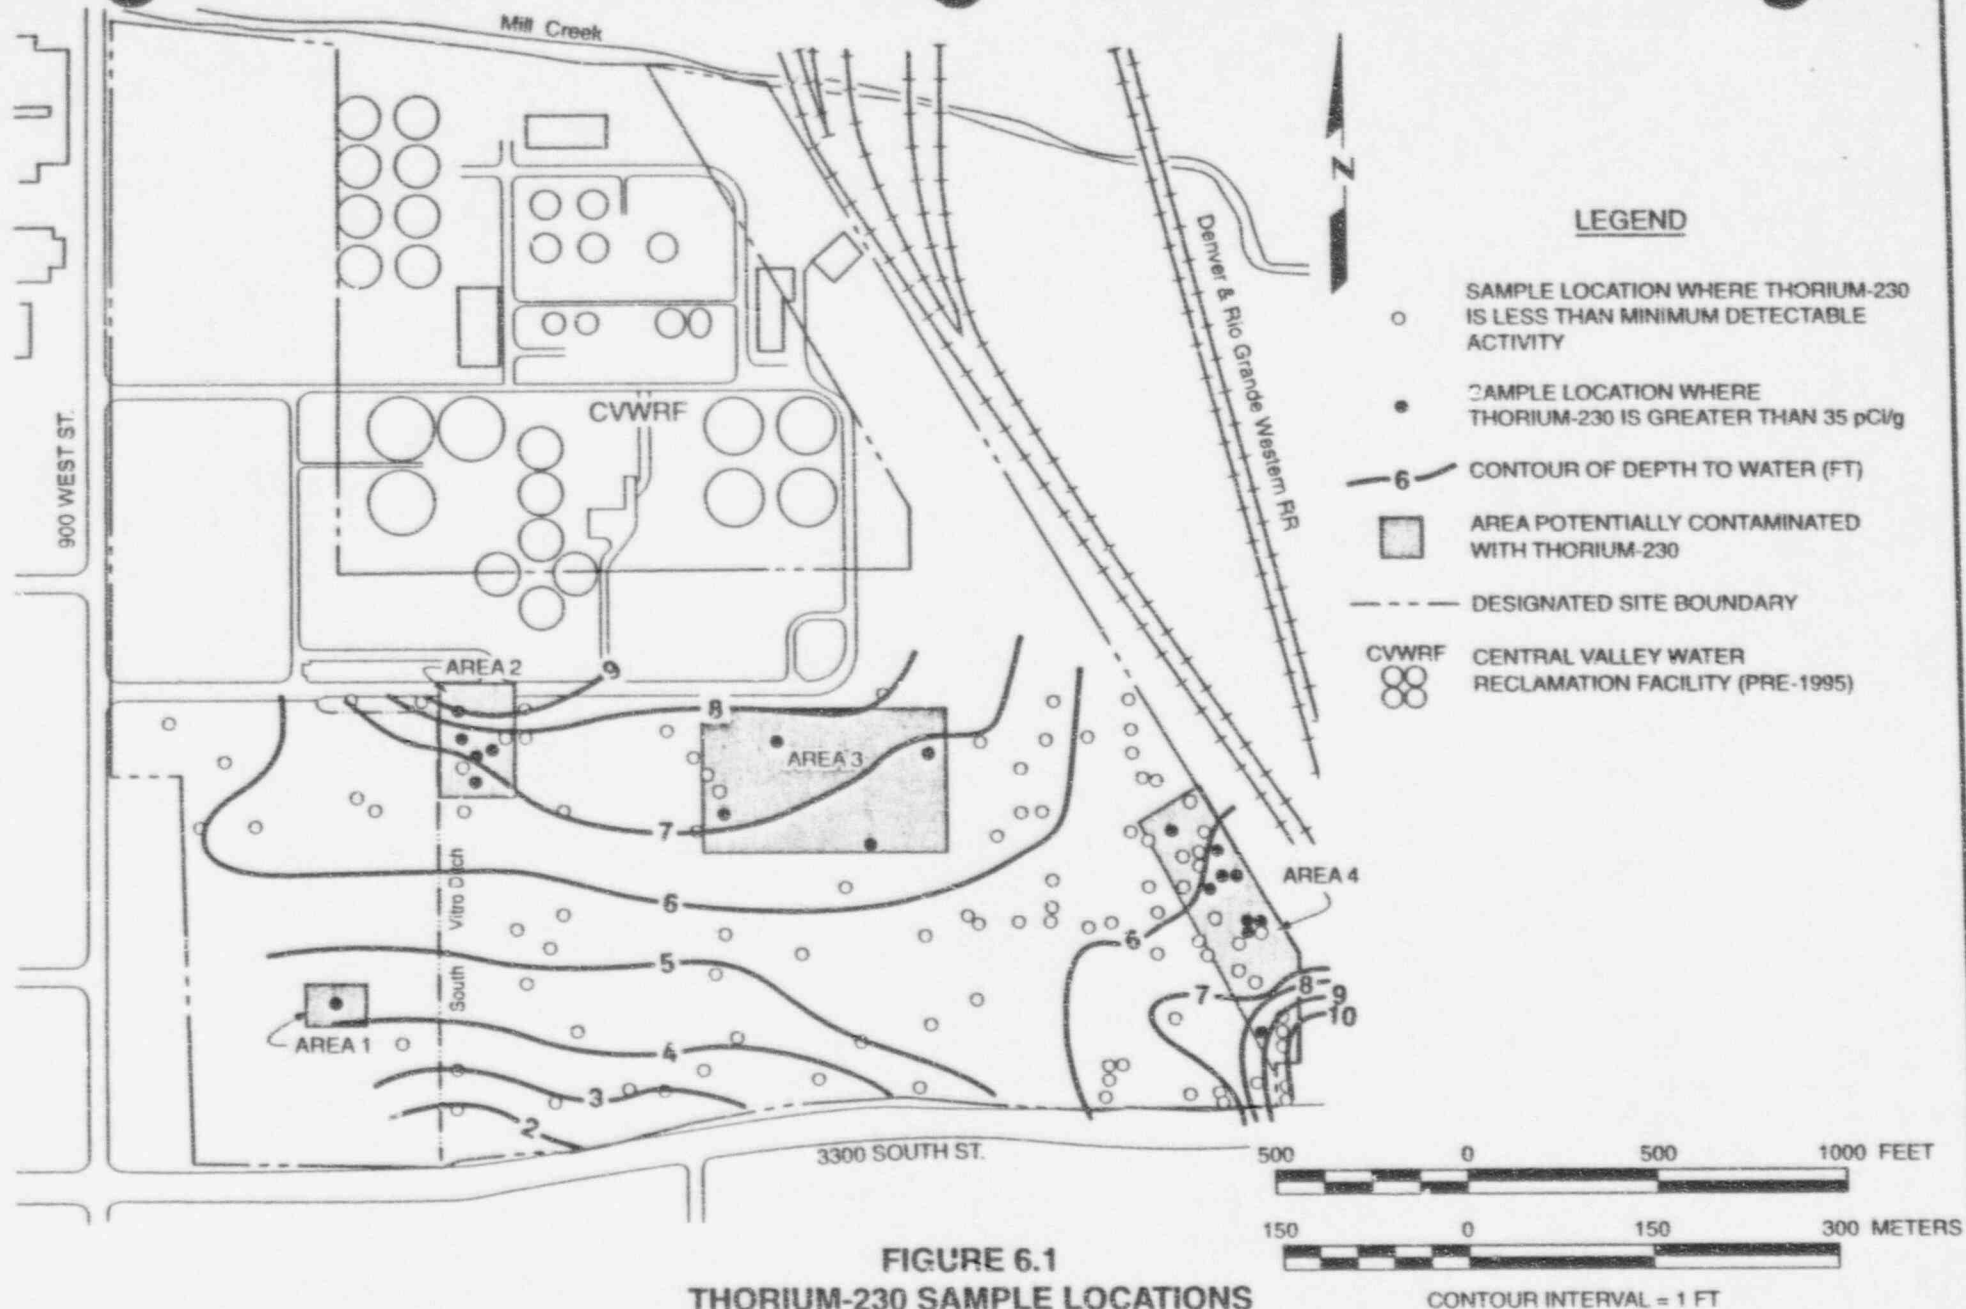 Mill Creek
N
LEGEND
SAMPLE LOCATION WHERE THORIUM-230
IS LESS THAN MINIMUM DETECTABLE
ACTIVITY
SAMPLE LOCATION WHERE
THORIUM-230 IS GREATER THAN 35 pCi/g
6
CONTOUR OF DEPTH TO WATER (FT)
AREA POTENTIALLY CONTAMINATED
WITH THORIUM-230
DESIGNATED SITE BOUNDARY
CVWRF
CENTRAL VALLEY WATER
RECLAMATION FACILITY (PRE-1995)
Denver & Rio Grande Western RR
900 WEST ST.
CVWRF
AREA 2
9
8
AREA 3
7
6
AREA 4
6
5
7
8
9
10
South Vitro Ditch
AREA 1
4
3
2
3300 SOUTH ST.
500 0 500 1000 FEET
150 0 150 300 METERS
CONTOUR INTERVAL = 1 FT
FIGURE 6.1
THORIUM-230 SAMPLE LOCATIONS